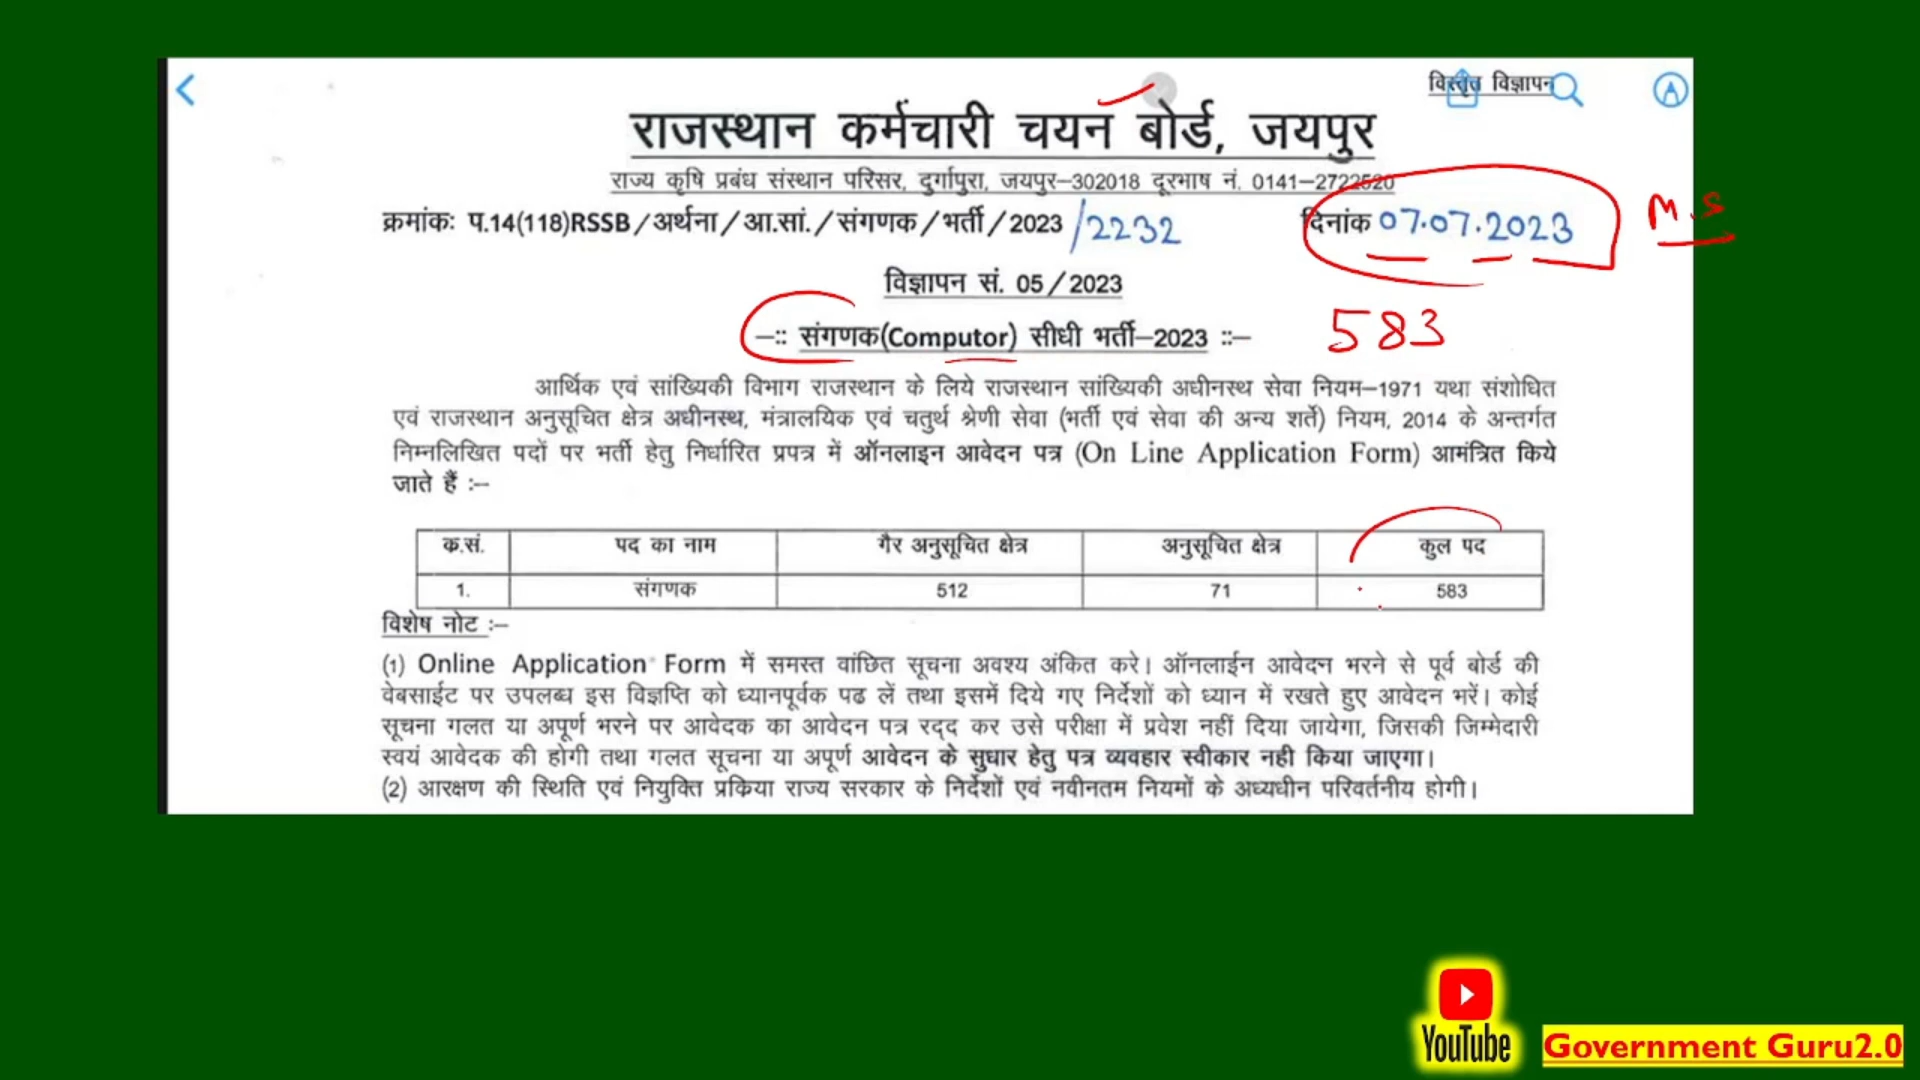 विस्तृत विज्ञापन
राजस्थान कर्मचारी चयन बोर्ड, जयपुर
राज्य कृषि प्रबंध संस्थान परिसर, दुर्गापुरा, जयपुर–302018 दूरभाष नं. 0141–2722520
क्रमांकः प.14(118)RSSB/अर्थना/आ.सां./संगणक/भर्ती/2023 /2232 दिनांक 07.07.2023 M.S
विज्ञापन सं. 05/2023
–:: संगणक(Computor) सीधी भर्ती–2023 ::– 583
आर्थिक एवं सांख्यिकी विभाग राजस्थान के लिये राजस्थान सांख्यिकी अधीनस्थ सेवा नियम–1971 यथा संशोधित
एवं राजस्थान अनुसूचित क्षेत्र अधीनस्थ, मंत्रालयिक एवं चतुर्थ श्रेणी सेवा (भर्ती एवं सेवा की अन्य शर्ते) नियम, 2014 के अन्तर्गत
निम्नलिखित पदों पर भर्ती हेतु निर्धारित प्रपत्र में ऑनलाइन आवेदन पत्र (On Line Application Form) आमंत्रित किये
जाते हैं :–
क.सं. पद का नाम गैर अनुसूचित क्षेत्र अनुसूचित क्षेत्र कुल पद
1. संगणक 512 71 583
विशेष नोट :–
(1) Online Application Form में समस्त वांछित सूचना अवश्य अंकित करे। ऑनलाईन आवेदन भरने से पूर्व बोर्ड की
वेबसाईट पर उपलब्ध इस विज्ञप्ति को ध्यानपूर्वक पढ लें तथा इसमें दिये गए निर्देशों को ध्यान में रखते हुए आवेदन भरें। कोई
सूचना गलत या अपूर्ण भरने पर आवेदक का आवेदन पत्र रद्द कर उसे परीक्षा में प्रवेश नहीं दिया जायेगा, जिसकी जिम्मेदारी
स्वयं आवेदक की होगी तथा गलत सूचना या अपूर्ण आवेदन के सुधार हेतु पत्र व्यवहार स्वीकार नही किया जाएगा।
(2) आरक्षण की स्थिति एवं नियुक्ति प्रकिया राज्य सरकार के निर्देशों एवं नवीनतम नियमों के अध्यधीन परिवर्तनीय होगी।
YouTube Government Guru2.0